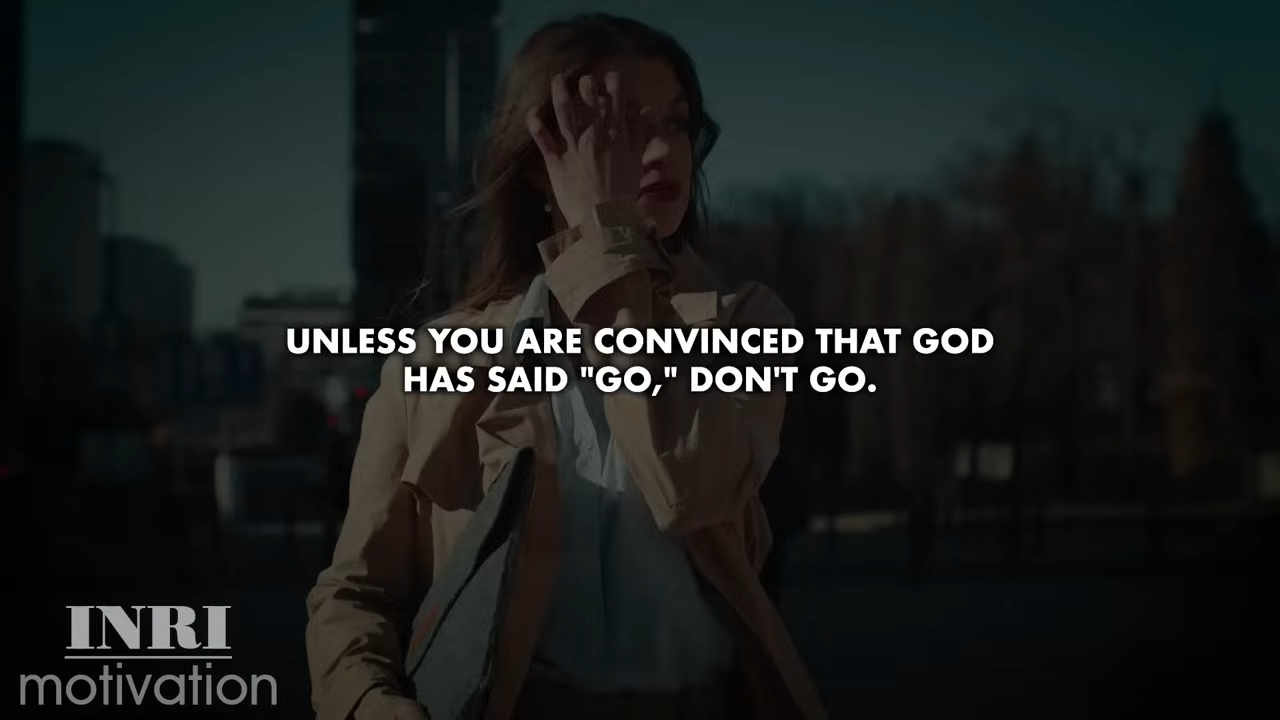 UNLESS YOU ARE CONVINCED THAT GOD
HAS SAID "GO," DON'T GO.
INRI
motivation